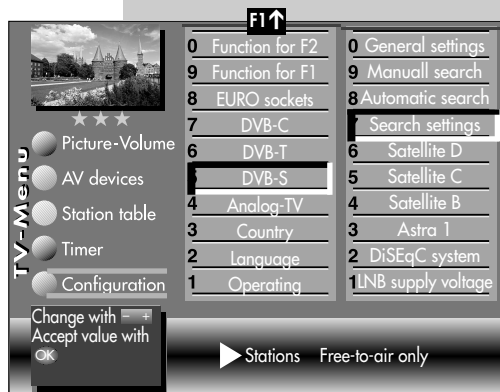 F1↑
TV-Menu
Picture-Volume
AV devices
Station table
Timer
Configuration
0 Function for F2
9 Function for F1
8 EURO sockets
7 DVB-C
6 DVB-T
DVB-S
4 Analog-TV
3 Country
2 Language
1 Operating
0 General settings
9 Manuall search
8 Automatic search
Search settings
6 Satellite D
5 Satellite C
4 Satellite B
3 Astra 1
2 DiSEqC system
1 LNB supply voltage
Change with - +
Accept value with
OK
Stations Free-to-air only